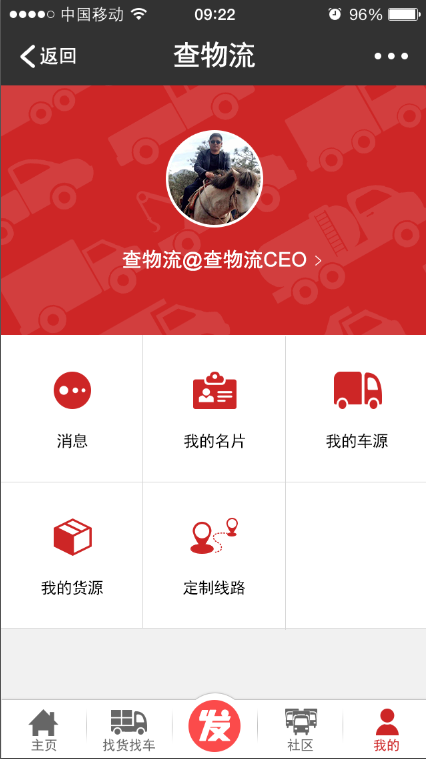 中国移动 09:22 96%
返回 查物流
查物流@查物流CEO
消息 我的名片 我的车源
我的货源 定制线路
发
主页 找货找车 社区 我的